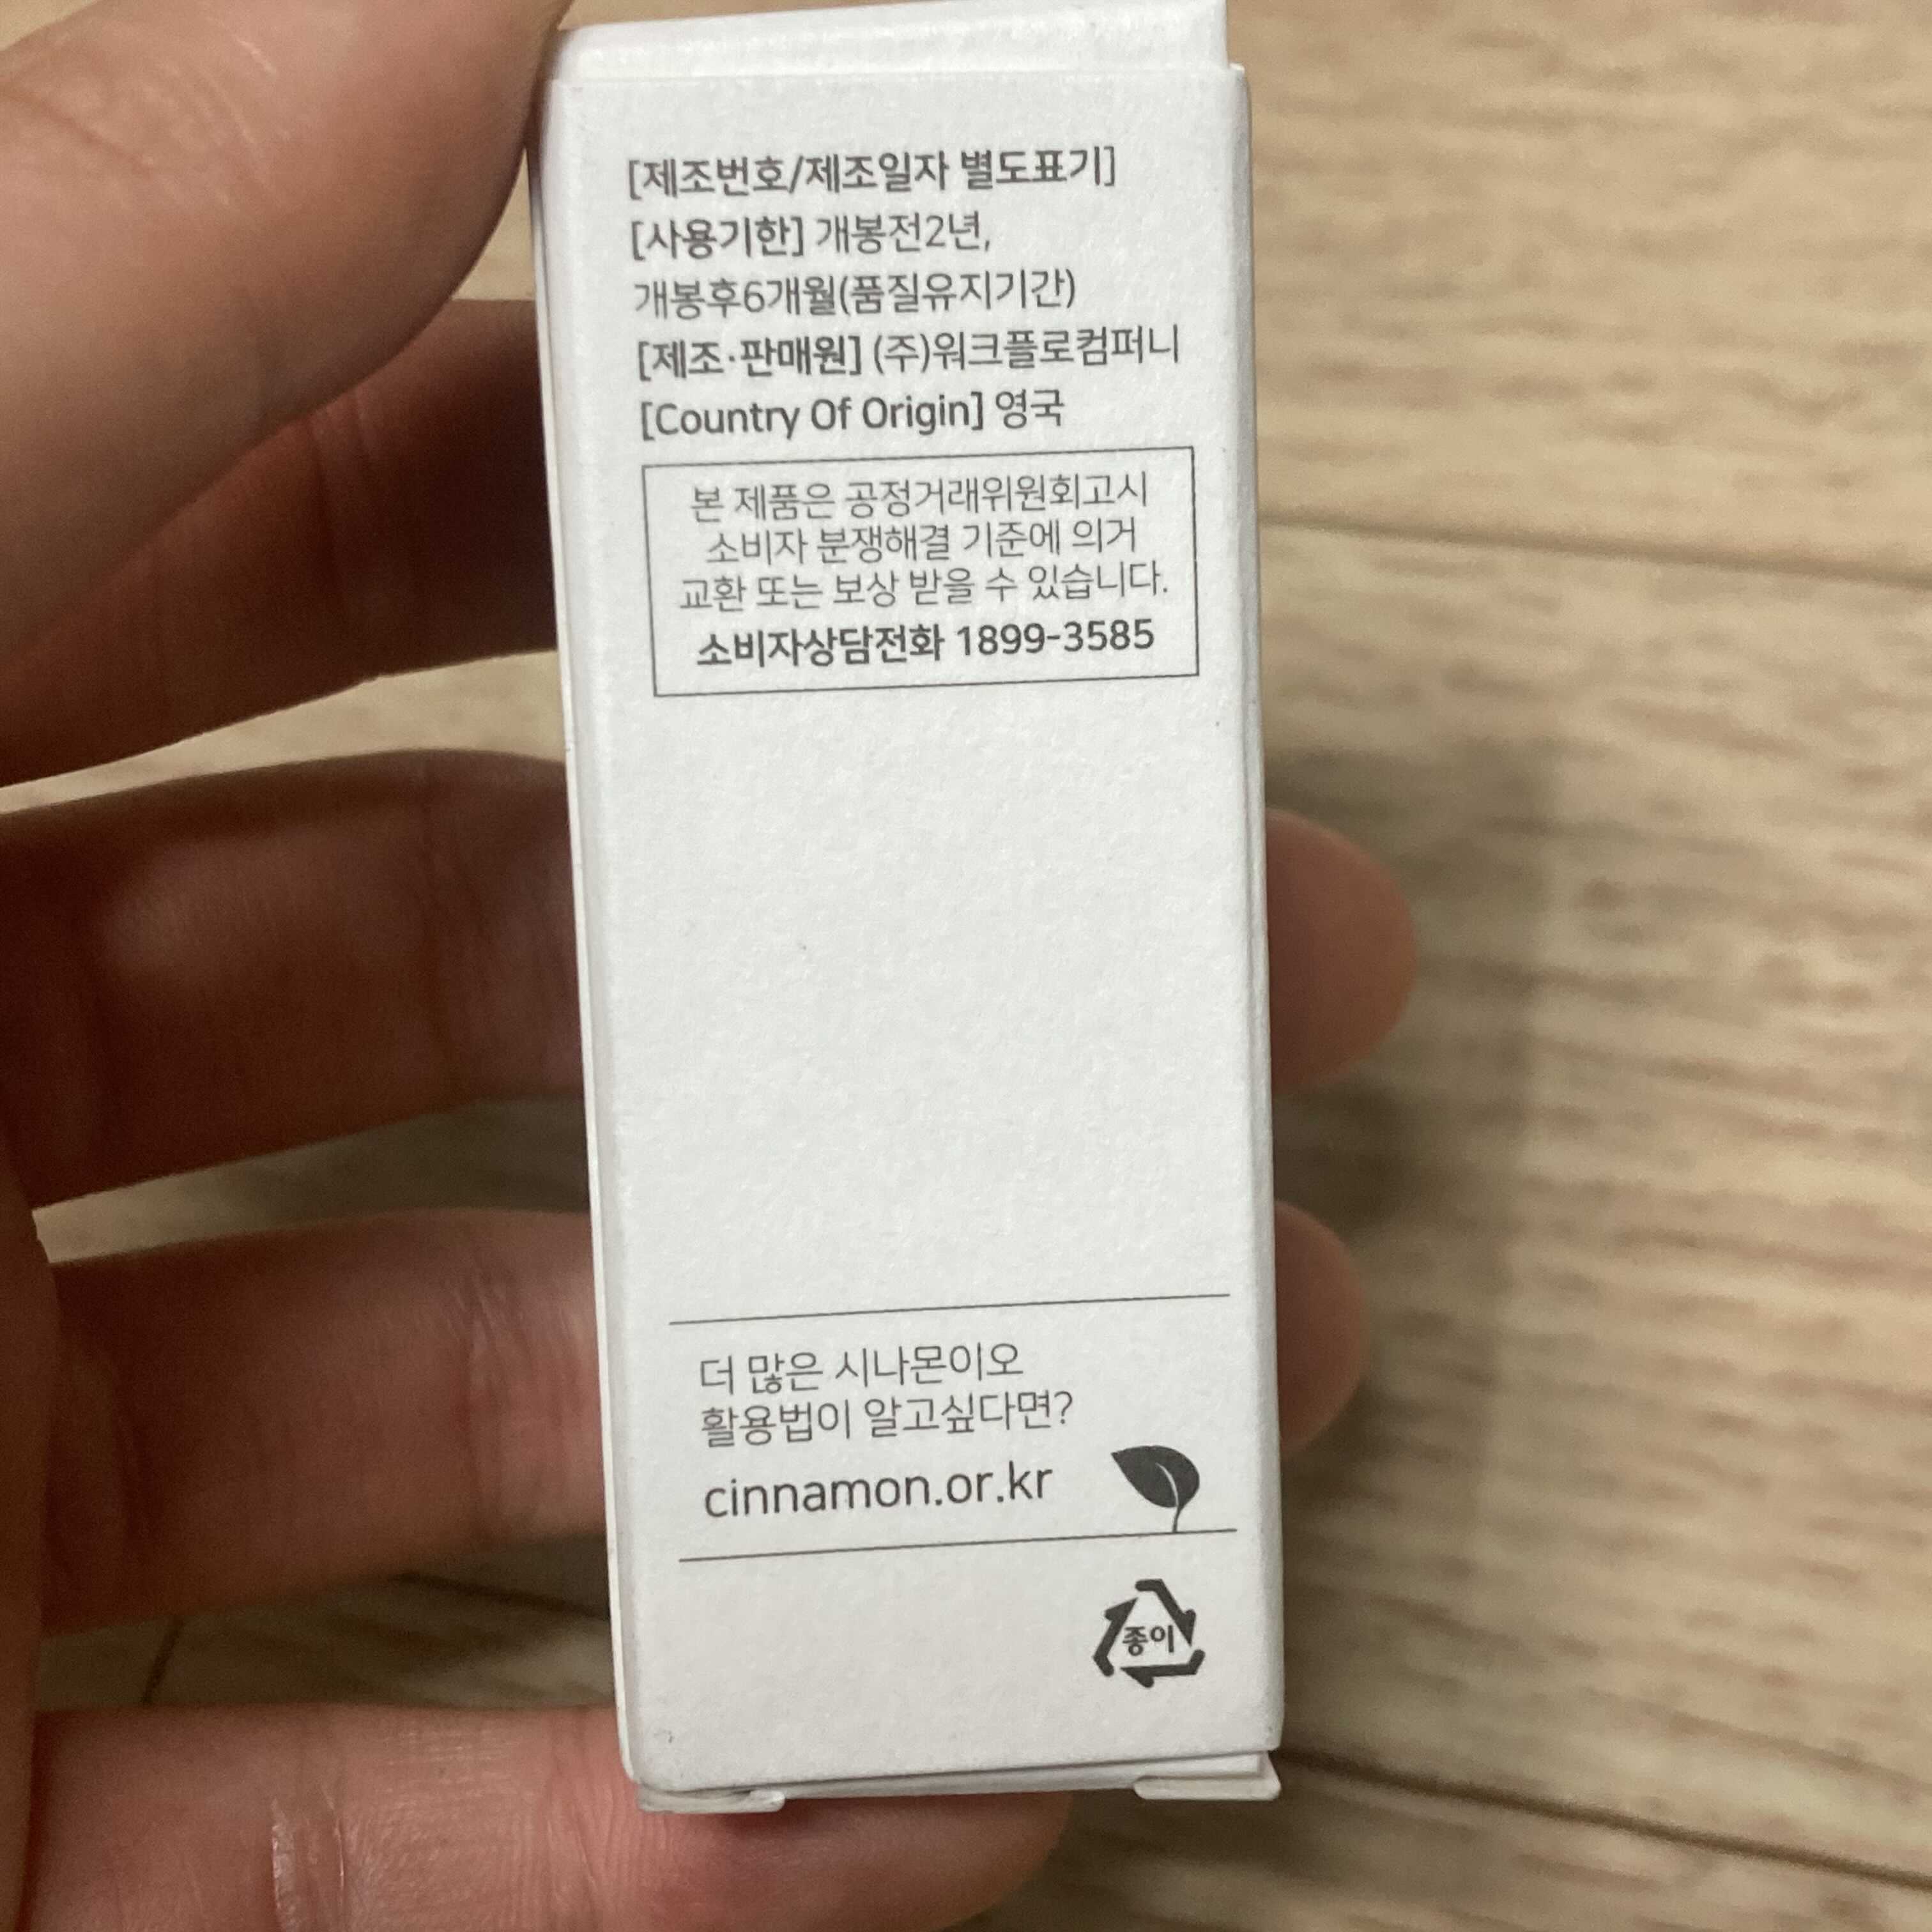 [제조번호/제조일자 별도표기]
[사용기한] 개봉전2년,
개봉후6개월(품질유지기간)
[제조·판매원] (주)워크플로컴퍼니
[Country Of Origin] 영국
본 제품은 공정거래위원회고시
소비자 분쟁해결 기준에 의거
교환 또는 보상 받을 수 있습니다.
소비자상담전화 1899-3585
더 많은 시나몬이오
활용법이 알고싶다면?
cinnamon.or.kr
종이